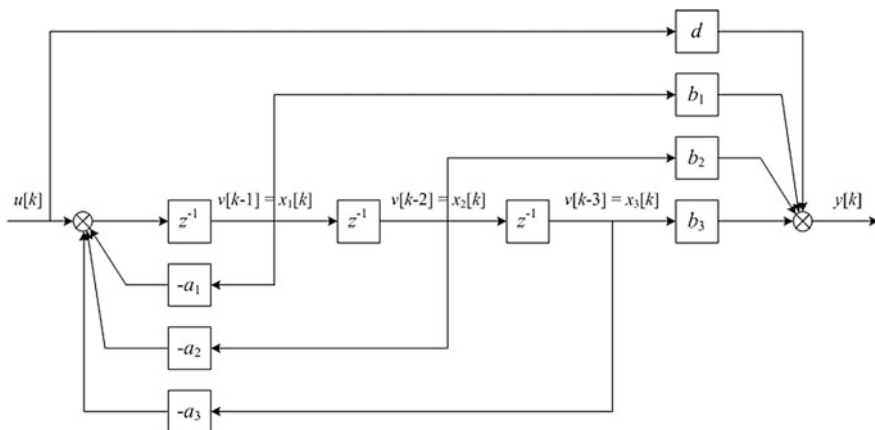 d
b₁
b₂
u[k]
z⁻¹
v[k-1] = x₁[k]
z⁻¹
v[k-2] = x₂[k]
z⁻¹
v[k-3] = x₃[k]
b₃
y[k]
-a₁
-a₂
-a₃